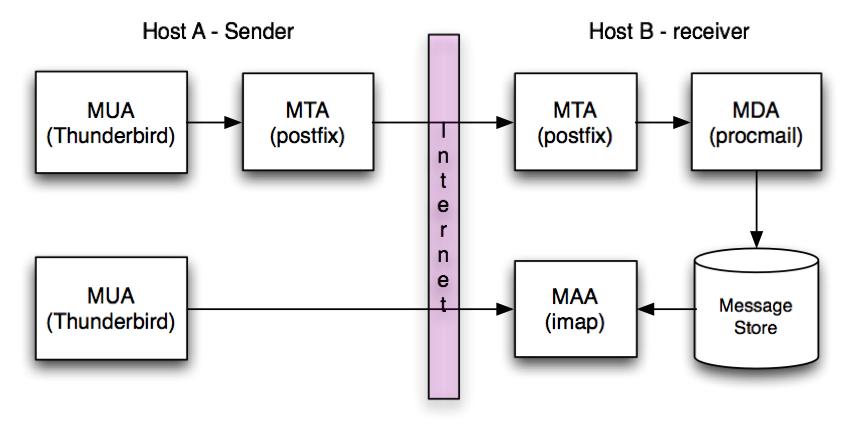 Host A - Sender
Host B - receiver
MUA
(Thunderbird)
MTA
(postfix)
Internet
MTA
(postfix)
MDA
(procmail)
MUA
(Thunderbird)
MAA
(imap)
Message
Store